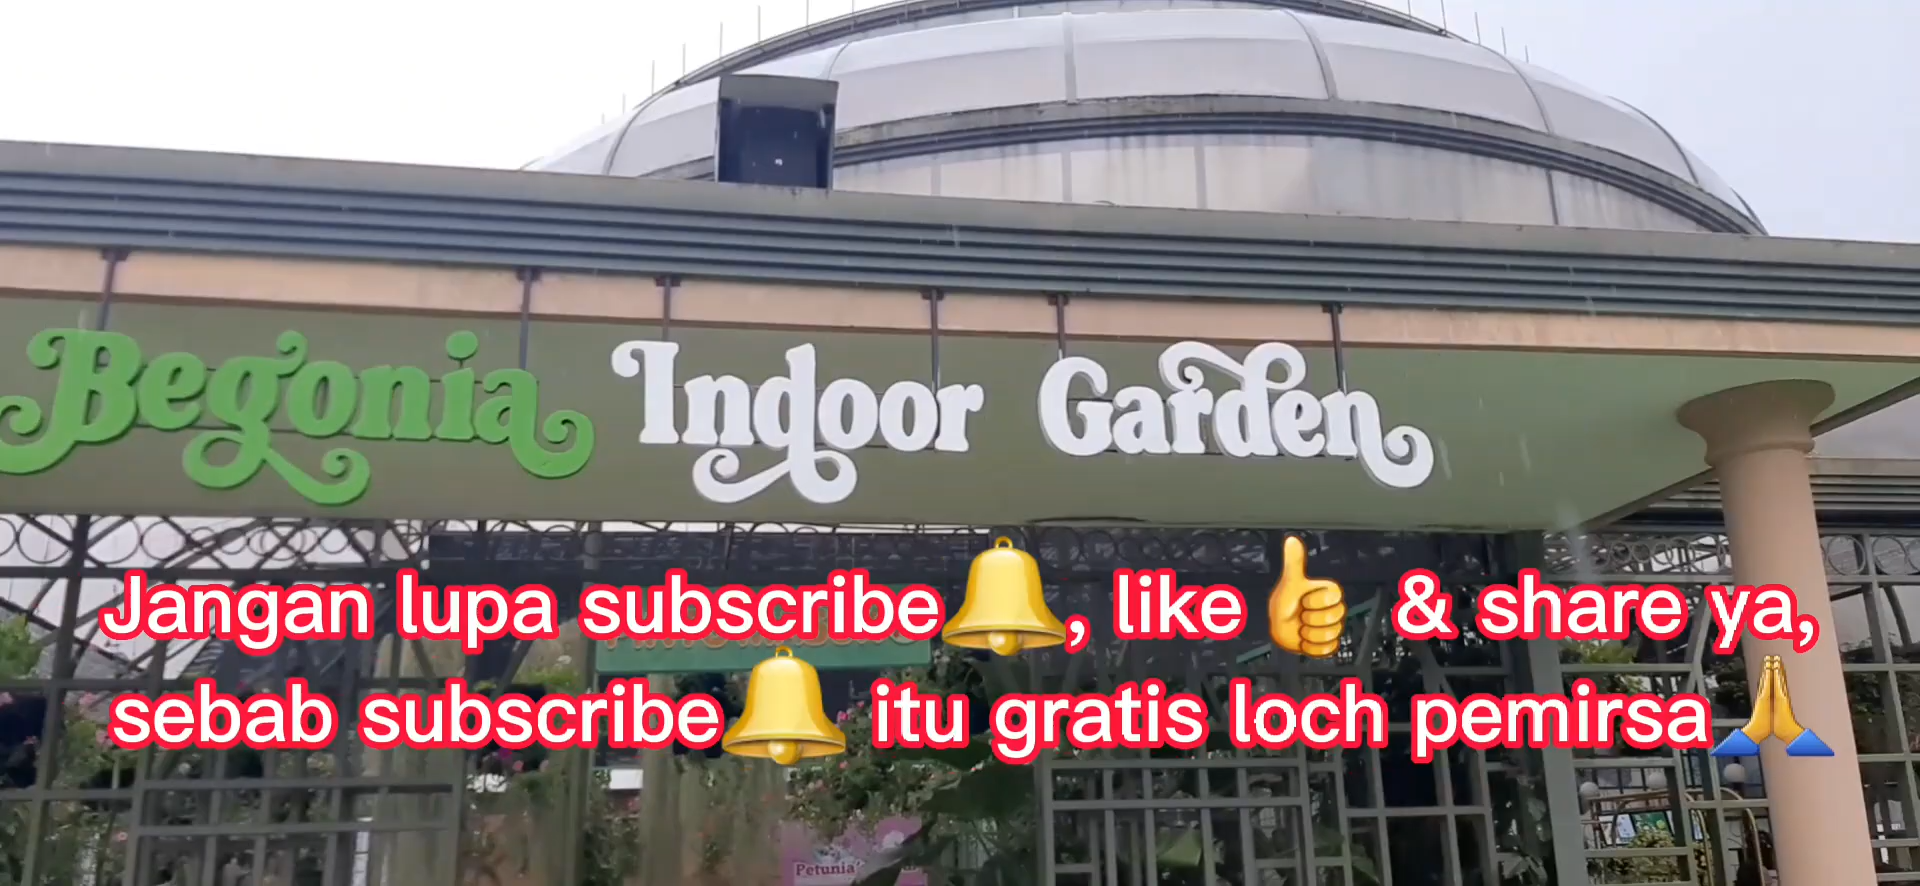 Begonia Indoor Garden
Jangan lupa subscribe🔔, like👍 & share ya,
sebab subscribe🔔 itu gratis loch pemirsa🙏
Petunia's